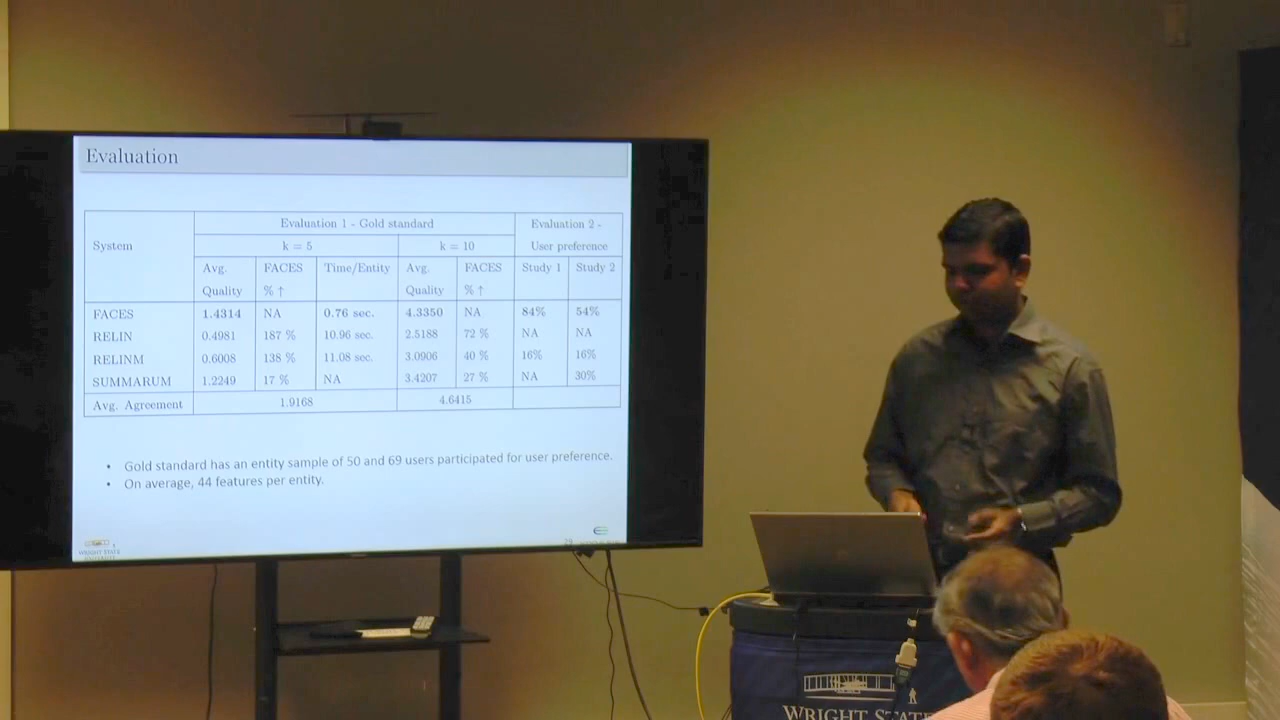 Evaluation
Evaluation 1 - Gold standard
Evaluation 2 -
System
k = 5
k = 10
User preference
Avg. FACES Time/Entity Avg. FACES Study 1 Study 2
Quality % ↑ Quality % ↑
FACES 1.4314 NA 0.76 sec. 4.3350 NA 84% 54%
RELIN 0.4981 187 % 10.96 sec. 2.5188 72 % NA NA
RELINM 0.6008 138 % 11.08 sec. 3.0906 40 % 16% 16%
SUMMARUM 1.2249 17 % NA 3.4207 27 % NA 30%
Avg. Agreement 1.9168 4.6415
• Gold standard has an entity sample of 50 and 69 users participated for user preference.
• On average, 44 features per entity.
WRIGHT STATE
UNIVERSITY
29
WRIGHT STATE